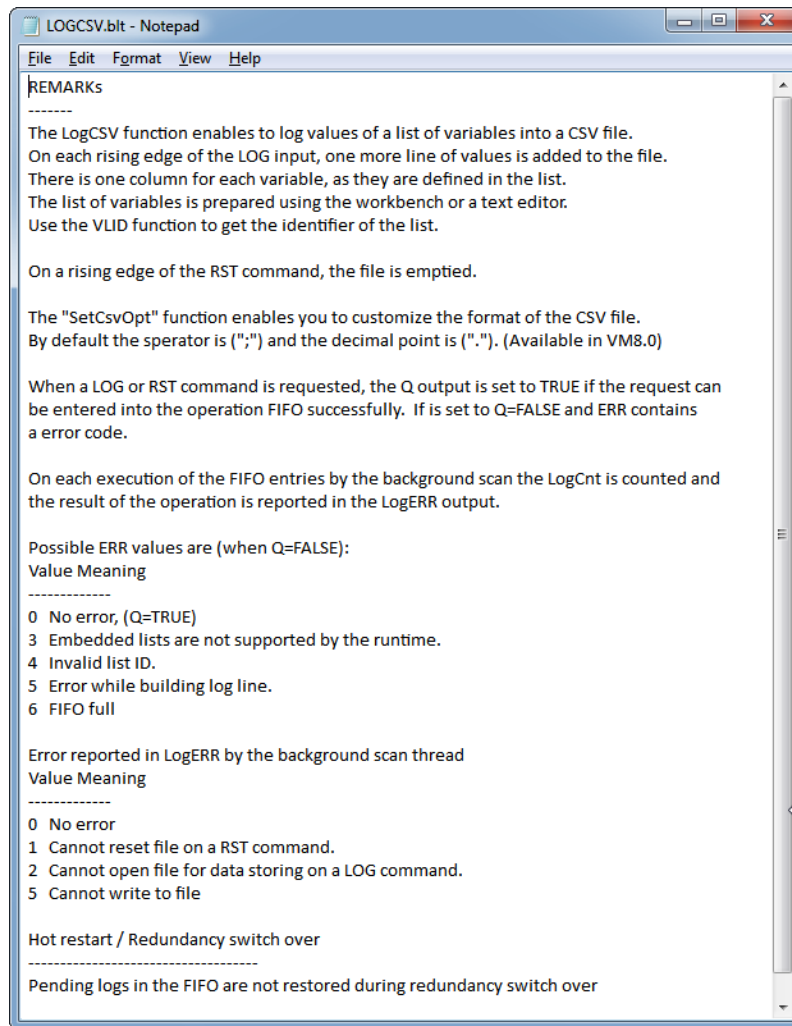 LOGCSV.blt - Notepad
File Edit Format View Help
REMARKs
-------
The LogCSV function enables to log values of a list of variables into a CSV file.
On each rising edge of the LOG input, one more line of values is added to the file.
There is one column for each variable, as they are defined in the list.
The list of variables is prepared using the workbench or a text editor.
Use the VLID function to get the identifier of the list.

On a rising edge of the RST command, the file is emptied.

The "SetCsvOpt" function enables you to customize the format of the CSV file.
By default the sperator is (";") and the decimal point is ("."). (Available in VM8.0)

When a LOG or RST command is requested, the Q output is set to TRUE if the request can
be entered into the operation FIFO successfully.  If is set to Q=FALSE and ERR contains
a error code.

On each execution of the FIFO entries by the background scan the LogCnt is counted and
the result of the operation is reported in the LogERR output.

Possible ERR values are (when Q=FALSE):
Value Meaning
-------------
0  No error, (Q=TRUE)
3  Embedded lists are not supported by the runtime.
4  Invalid list ID.
5  Error while building log line.
6  FIFO full

Error reported in LogERR by the background scan thread
Value Meaning
-------------
0  No error
1  Cannot reset file on a RST command.
2  Cannot open file for data storing on a LOG command.
5  Cannot write to file

Hot restart / Redundancy switch over
------------------------------------
Pending logs in the FIFO are not restored during redundancy switch over